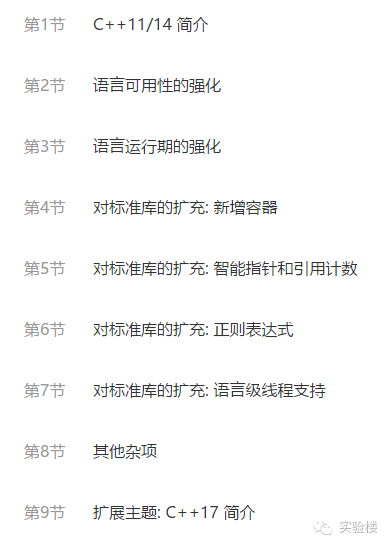 第1节 C++11/14 简介
第2节 语言可用性的强化
第3节 语言运行期的强化
第4节 对标准库的扩充: 新增容器
第5节 对标准库的扩充: 智能指针和引用计数
第6节 对标准库的扩充: 正则表达式
第7节 对标准库的扩充: 语言级线程支持
第8节 其他杂项
第9节 扩展主题: C++17 简介
实验楼